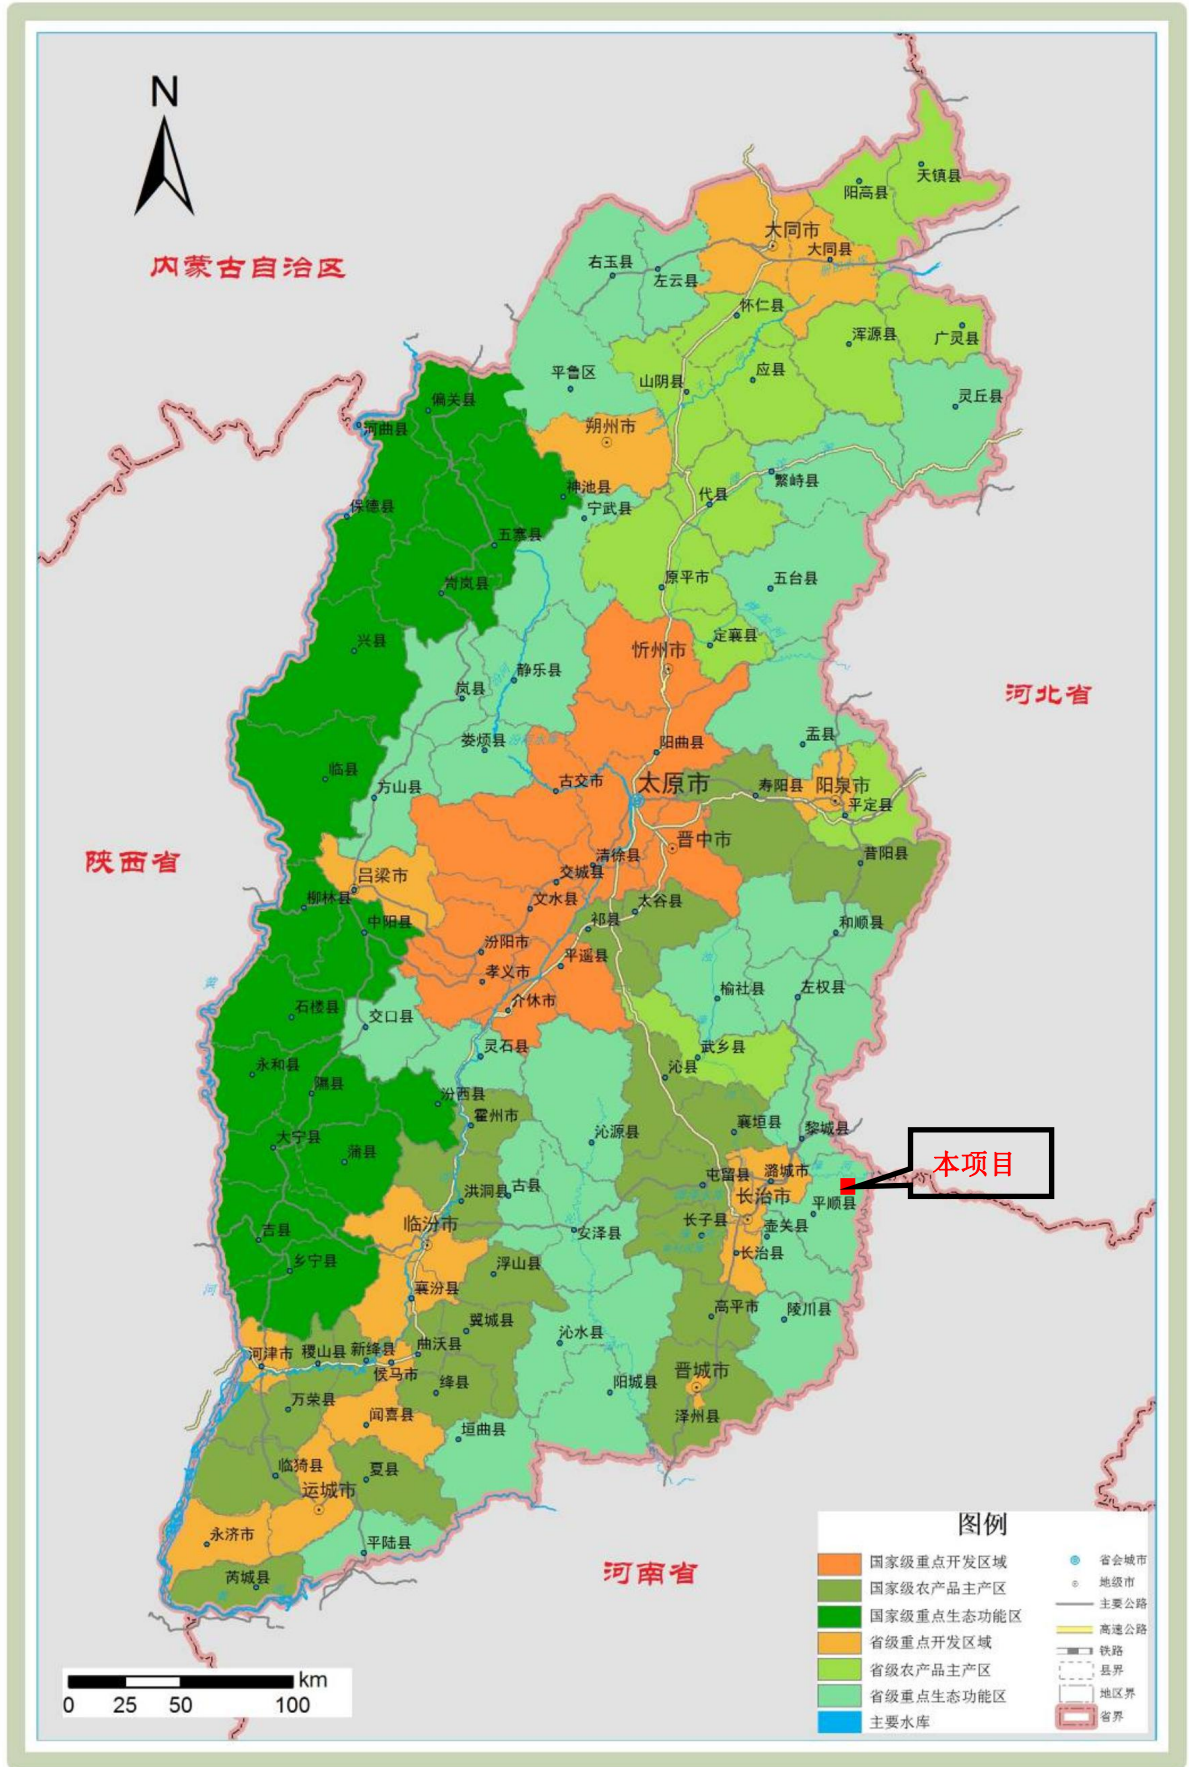 N
内蒙古自治区
天镇县
阳高县
大同市
大同县
右玉县
左云县
怀仁县
浑源县
广灵县
平鲁区
山阴县
应县
灵丘县
偏关县
河曲县
朔州市
神池县
繁峙县
代县
宁武县
保德县
五寨县
岢岚县
原平市
五台县
定襄县
兴县
忻州市
静乐县
岚县
河北省
汾河
娄烦县
汾河水库
阳曲县
盂县
临县
方山县
古交市
太原市
寿阳县
阳泉市
平定县
陕西省
晋中市
清徐县
昔阳县
吕梁市
交城县
柳林县
文水县
太谷县
中阳县
祁县
和顺县
汾阳市
平遥县
孝义市
黄
石楼县
交口县
介休市
榆社县
左权县
灵石县
武乡县
永和县
沁县
隰县
汾西县
霍州市
襄垣县
黎城县
大宁县
蒲县
沁源县
本项目
屯留县
潞城市
洪洞县
古县
长治市
平顺县
吉县
临汾市
安泽县
长子县
壶关县
乡宁县
浮山县
长治县
河
襄汾县
高平市
陵川县
翼城县
沁水县
河津市
稷山县
新绛县
曲沃县
侯马市
晋城市
绛县
阳城县
万荣县
闻喜县
泽州县
垣曲县
临猗县
夏县
运城市
永济市
平陆县
芮城县
河南省
图例
国家级重点开发区域
省会城市
国家级农产品主产区
地级市
主要公路
国家级重点生态功能区
高速公路
省级重点开发区域
铁路
省级农产品主产区
县界
省级重点生态功能区
地区界
主要水库
省界
km
0 25 50 100